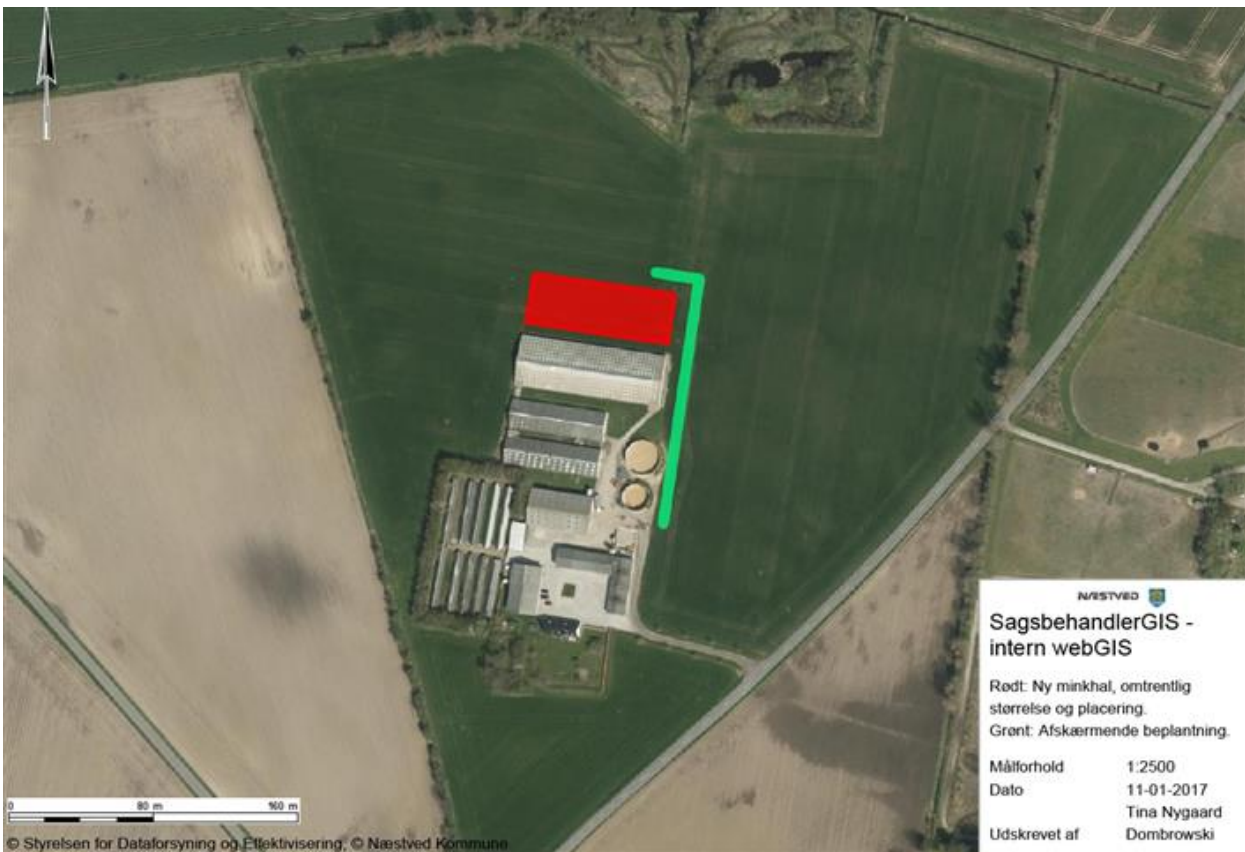 NÆSTVED
SagsbehandlerGIS -
intern webGIS
Rødt: Ny minkhal, omtrentlig
størrelse og placering.
Grønt: Afskærmende beplantning.
Målforhold 1:2500
Dato 11-01-2017
Tina Nygaard
Udskrevet af Dombrowski
0 80 m 160 m
© Styrelsen for Dataforsyning og Effektivisering, © Næstved Kommune